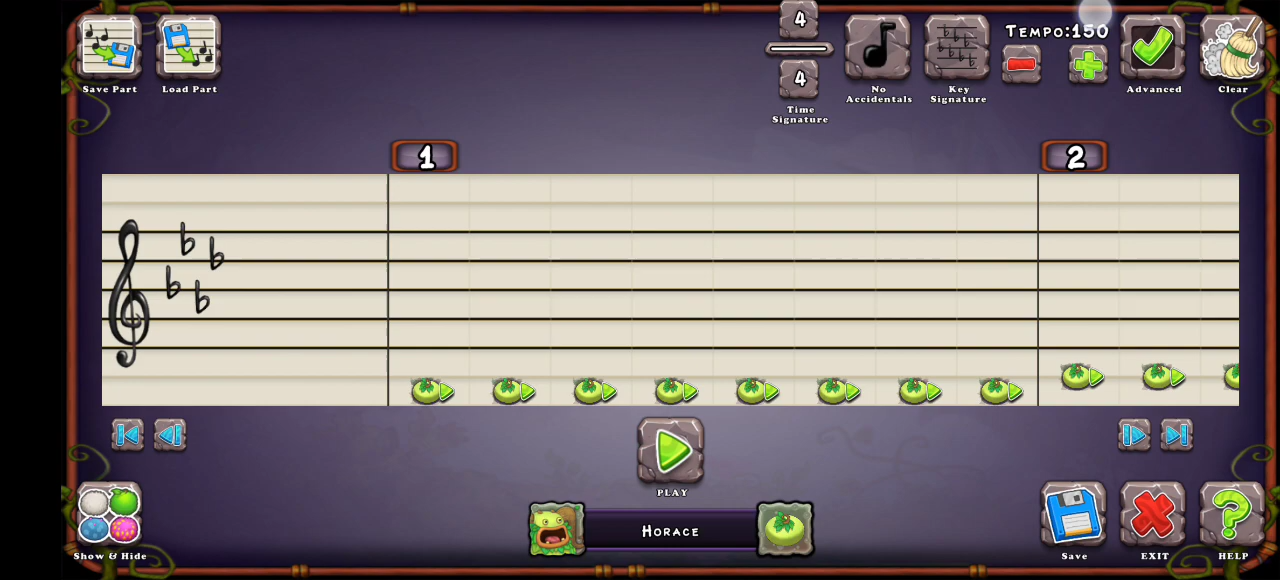 4
4
Time
Signature
No
Accidentals
Key
Signature
Tempo:150
Advanced
Clear
Save Part
Load Part
1
2
PLAY
Show & Hide
Horace
Save
EXIT
HELP